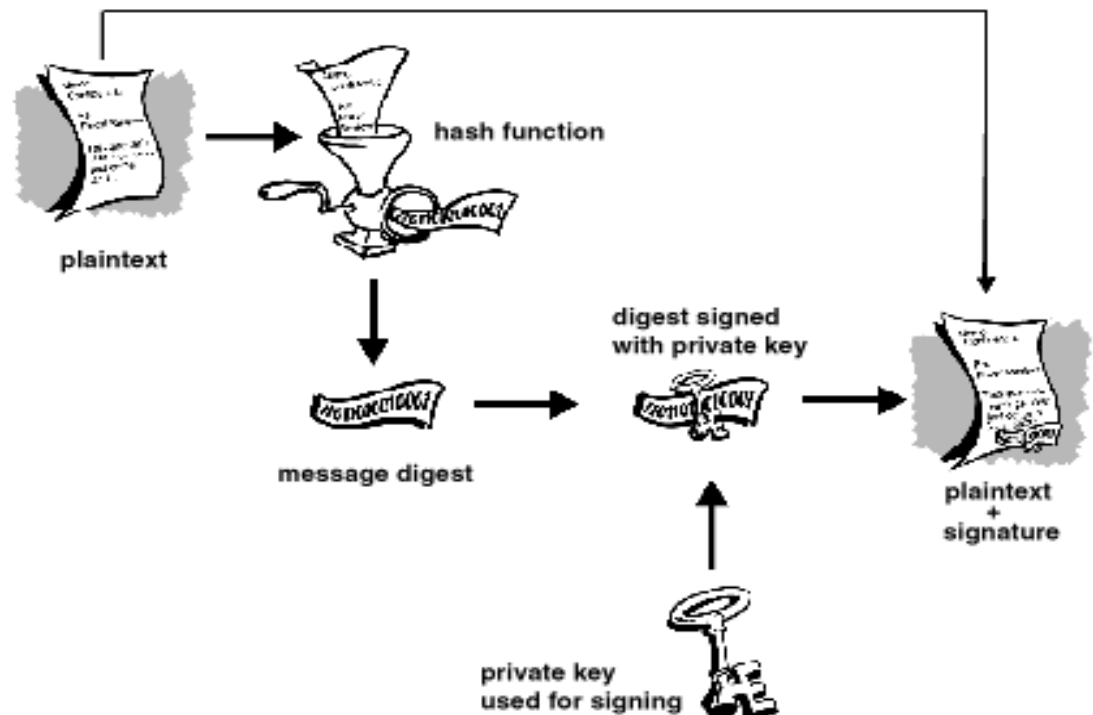 hash function
plaintext
digest signed
with private key
message digest
plaintext
+
signature
private key
used for signing